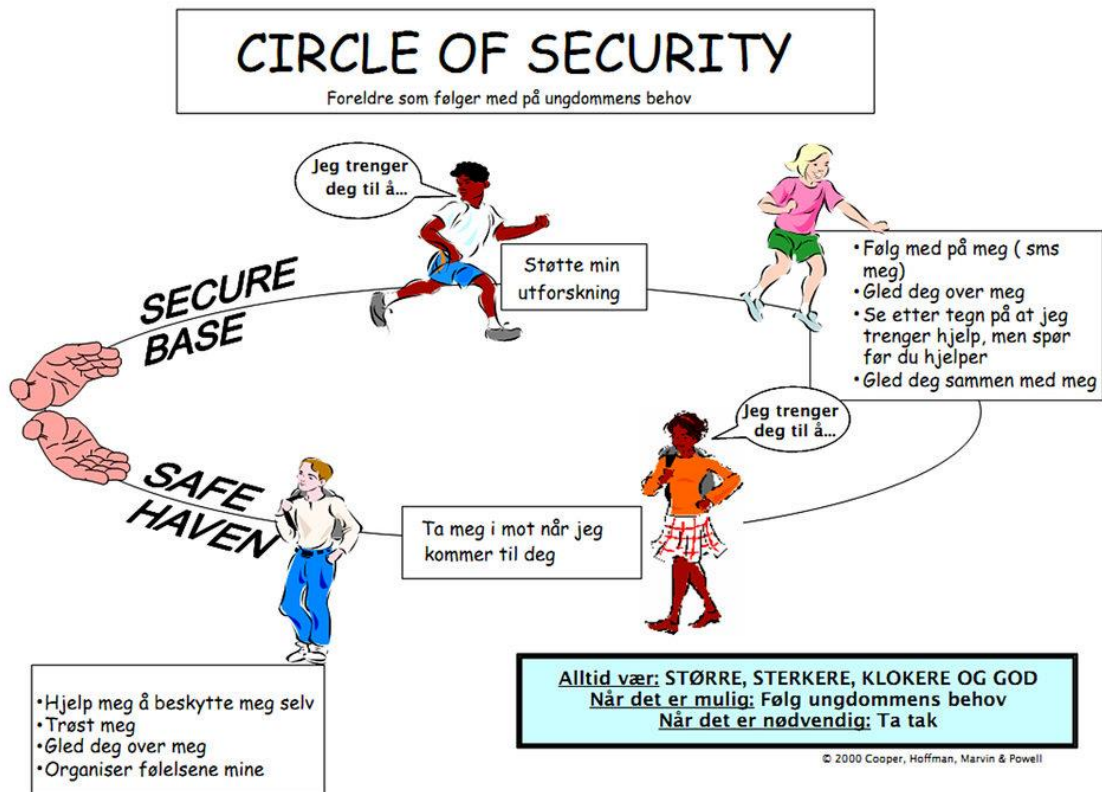 CIRCLE OF SECURITY
Foreldre som følger med på ungdommens behov
Jeg trenger
deg til å...
SECURE
BASE
Støtte min
utforskning
•Følg med på meg ( sms
meg)
•Gled deg over meg
•Se etter tegn på at jeg
trenger hjelp, men spør
før du hjelper
•Gled deg sammen med meg
Jeg trenger
deg til å...
SAFE
HAVEN
Ta meg i mot når jeg
kommer til deg
•Hjelp meg å beskytte meg selv
•Trøst meg
•Gled deg over meg
•Organiser følelsene mine
Alltid vær: STØRRE, STERKERE, KLOKERE OG GOD
Når det er mulig: Følg ungdommens behov
Når det er nødvendig: Ta tak
© 2000 Cooper, Hoffman, Marvin & Powell